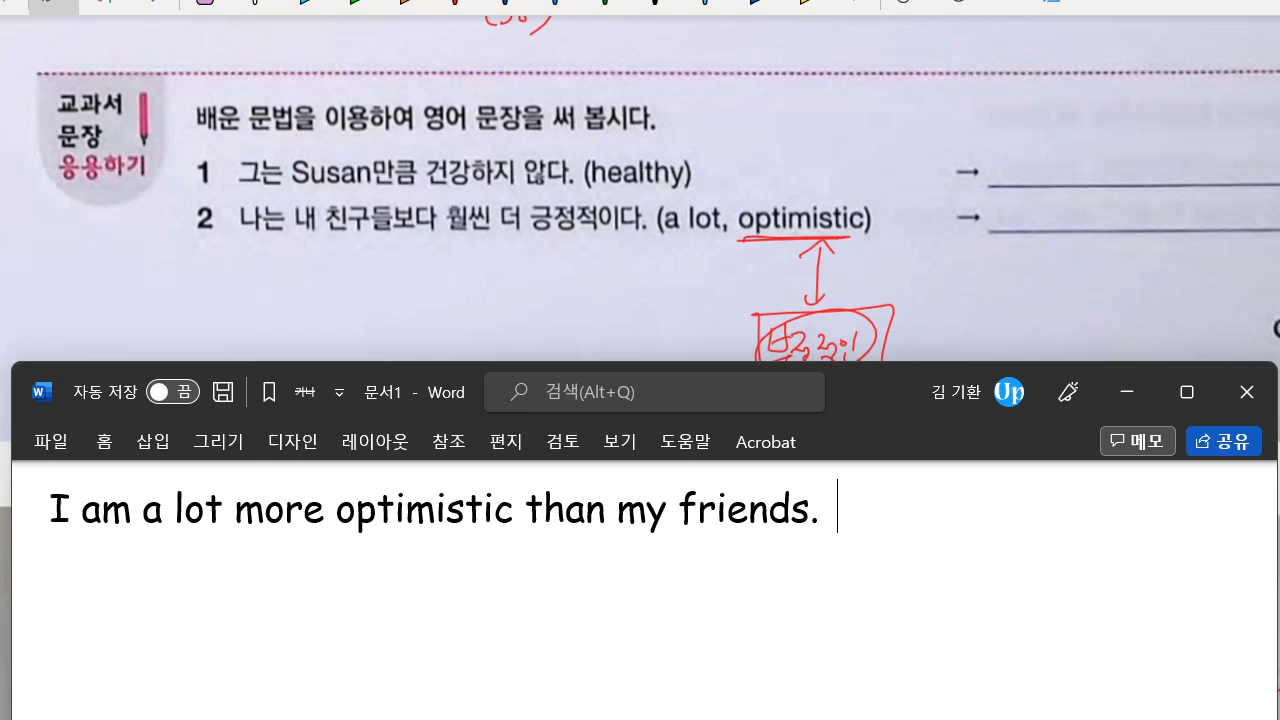 (so)
교과서
문장
응용하기
배운 문법을 이용하여 영어 문장을 써 봅시다.
1 그는 Susan만큼 건강하지 않다. (healthy) →
2 나는 내 친구들보다 훨씬 더 긍정적이다. (a lot, optimistic) →
자동 저장 끔 가나 문서1 - Word 검색(Alt+Q) 김 기환 Up
파일 홈 삽입 그리기 디자인 레이아웃 참조 편지 검토 보기 도움말 Acrobat 메모 공유
I am a lot more optimistic than my friends.